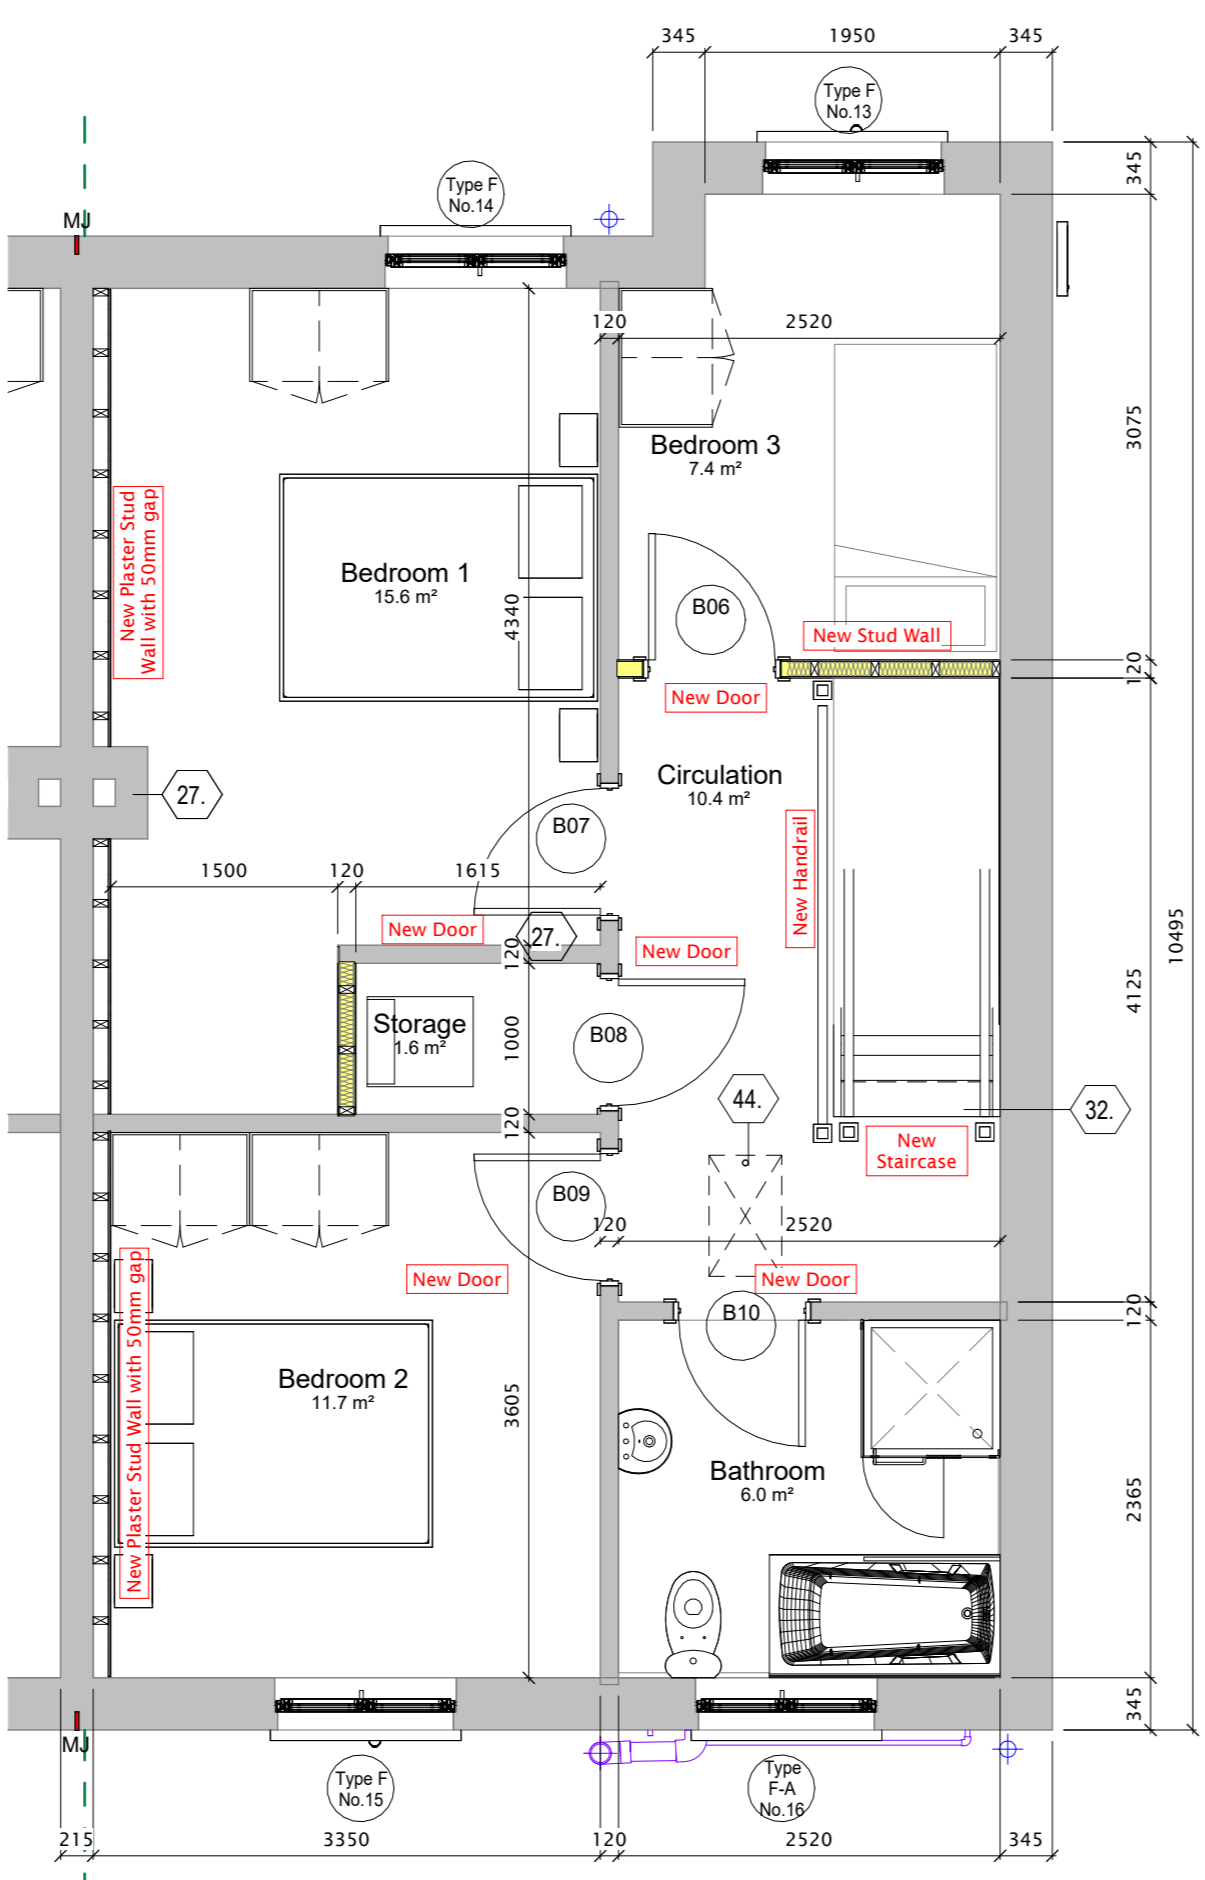 345
1950
345
Type F
No.13
Type F
No.14
MJ
345
120
2520
Bedroom 3
7.4 m²
3075
New Plaster Stud
Wall with 50mm gap
Bedroom 1
15.6 m²
4340
B06
New Stud Wall
New Door
120
Circulation
10.4 m²
27.
B07
New Handrail
1500
120
1615
New Door
27.
New Door
120
10495
4125
Storage
1.6 m²
1000
B08
44.
32.
120
New
Staircase
B09
120
2520
New Door
New Door
B10
120
New Plaster Stud Wall with 50mm gap
Bedroom 2
11.7 m²
3605
Bathroom
6.0 m²
2365
345
MJ
Type F
No.15
Type
F-A
No.16
215
3350
120
2520
345